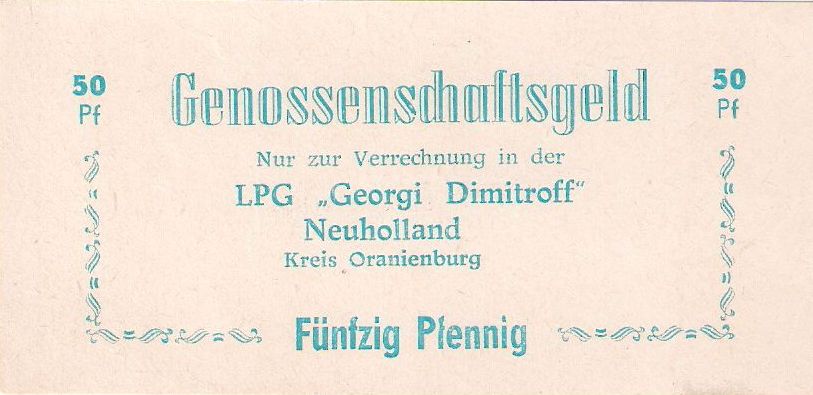 50 50
Pf Pf
Genossenschaftsgeld
Nur zur Verrechnung in der
LPG „Georgi Dimitroff“
Neuholland
Kreis Oranienburg
Fünfzig Pfennig